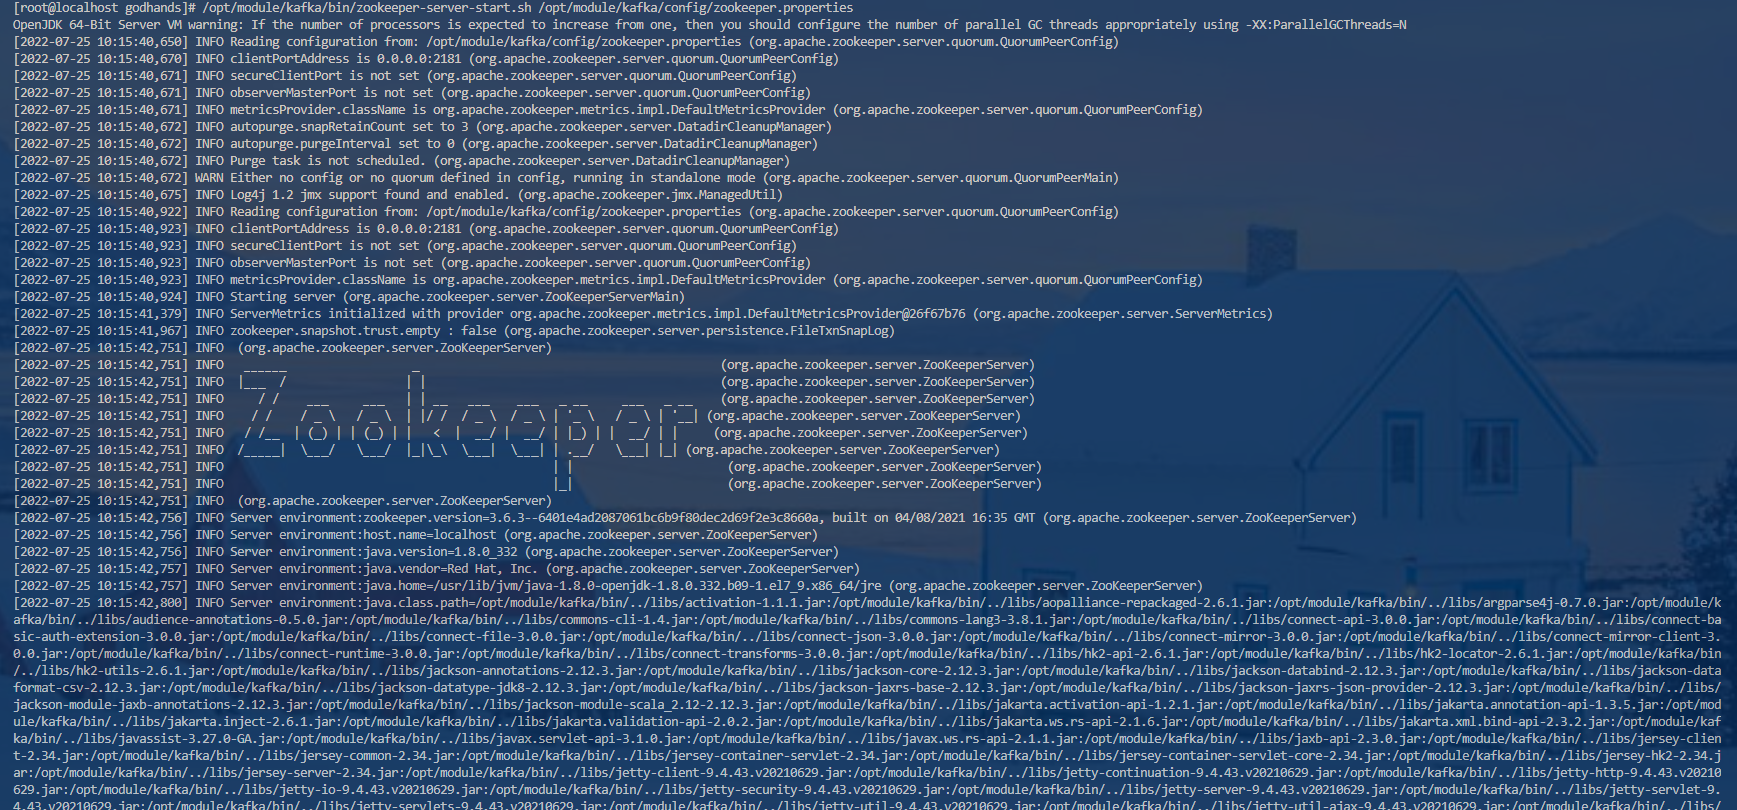 [root@localhost godhands]# /opt/module/kafka/bin/zookeeper-server-start.sh /opt/module/kafka/config/zookeeper.properties
OpenJDK 64-Bit Server VM warning: If the number of processors is expected to increase from one, then you should configure the number of parallel GC threads appropriately using -XX:ParallelGCThreads=N
[2022-07-25 10:15:40,650] INFO Reading configuration from: /opt/module/kafka/config/zookeeper.properties (org.apache.zookeeper.server.quorum.QuorumPeerConfig)
[2022-07-25 10:15:40,670] INFO clientPortAddress is 0.0.0.0:2181 (org.apache.zookeeper.server.quorum.QuorumPeerConfig)
[2022-07-25 10:15:40,671] INFO secureClientPort is not set (org.apache.zookeeper.server.quorum.QuorumPeerConfig)
[2022-07-25 10:15:40,671] INFO observerMasterPort is not set (org.apache.zookeeper.server.quorum.QuorumPeerConfig)
[2022-07-25 10:15:40,671] INFO metricsProvider.className is org.apache.zookeeper.metrics.impl.DefaultMetricsProvider (org.apache.zookeeper.server.quorum.QuorumPeerConfig)
[2022-07-25 10:15:40,672] INFO autopurge.snapRetainCount set to 3 (org.apache.zookeeper.server.DatadirCleanupManager)
[2022-07-25 10:15:40,672] INFO autopurge.purgeInterval set to 0 (org.apache.zookeeper.server.DatadirCleanupManager)
[2022-07-25 10:15:40,672] INFO Purge task is not scheduled. (org.apache.zookeeper.server.DatadirCleanupManager)
[2022-07-25 10:15:40,672] WARN Either no config or no quorum defined in config, running in standalone mode (org.apache.zookeeper.server.quorum.QuorumPeerMain)
[2022-07-25 10:15:40,675] INFO Log4j 1.2 jmx support found and enabled. (org.apache.zookeeper.jmx.ManagedUtil)
[2022-07-25 10:15:40,922] INFO Reading configuration from: /opt/module/kafka/config/zookeeper.properties (org.apache.zookeeper.server.quorum.QuorumPeerConfig)
[2022-07-25 10:15:40,923] INFO clientPortAddress is 0.0.0.0:2181 (org.apache.zookeeper.server.quorum.QuorumPeerConfig)
[2022-07-25 10:15:40,923] INFO secureClientPort is not set (org.apache.zookeeper.server.quorum.QuorumPeerConfig)
[2022-07-25 10:15:40,923] INFO observerMasterPort is not set (org.apache.zookeeper.server.quorum.QuorumPeerConfig)
[2022-07-25 10:15:40,923] INFO metricsProvider.className is org.apache.zookeeper.metrics.impl.DefaultMetricsProvider (org.apache.zookeeper.server.quorum.QuorumPeerConfig)
[2022-07-25 10:15:40,924] INFO Starting server (org.apache.zookeeper.server.ZooKeeperServerMain)
[2022-07-25 10:15:41,379] INFO ServerMetrics initialized with provider org.apache.zookeeper.metrics.impl.DefaultMetricsProvider@26f67b76 (org.apache.zookeeper.server.ServerMetrics)
[2022-07-25 10:15:41,967] INFO zookeeper.snapshot.trust.empty : false (org.apache.zookeeper.server.persistence.FileTxnSnapLog)
[2022-07-25 10:15:42,751] INFO  (org.apache.zookeeper.server.ZooKeeperServer)
[2022-07-25 10:15:42,751] INFO   ______                  _                                           (org.apache.zookeeper.server.ZooKeeperServer)
[2022-07-25 10:15:42,751] INFO  |___  /                 | |                                          (org.apache.zookeeper.server.ZooKeeperServer)
[2022-07-25 10:15:42,751] INFO     / /    ___     ___   | | __   ___    ___   _ __     ___   _ __    (org.apache.zookeeper.server.ZooKeeperServer)
[2022-07-25 10:15:42,751] INFO    / /    / _ \   / _ \  | |/ /  / _ \  / _ \ | '_ \   / _ \ | '__| (org.apache.zookeeper.server.ZooKeeperServer)
[2022-07-25 10:15:42,751] INFO   / /__  | (_) | | (_) | |   <  |  __/ |  __/ | |_) | |  __/ | |     (org.apache.zookeeper.server.ZooKeeperServer)
[2022-07-25 10:15:42,751] INFO  /_____|  \___/   \___/  |_|\_\  \___|  \___| | .__/   \___| |_| (org.apache.zookeeper.server.ZooKeeperServer)
[2022-07-25 10:15:42,751] INFO                                               | |                      (org.apache.zookeeper.server.ZooKeeperServer)
[2022-07-25 10:15:42,751] INFO                                               |_|                      (org.apache.zookeeper.server.ZooKeeperServer)
[2022-07-25 10:15:42,751] INFO  (org.apache.zookeeper.server.ZooKeeperServer)
[2022-07-25 10:15:42,756] INFO Server environment:zookeeper.version=3.6.3--6401e4ad2087061bc6b9f80dec2d69f2e3c8660a, built on 04/08/2021 16:35 GMT (org.apache.zookeeper.server.ZooKeeperServer)
[2022-07-25 10:15:42,756] INFO Server environment:host.name=localhost (org.apache.zookeeper.server.ZooKeeperServer)
[2022-07-25 10:15:42,756] INFO Server environment:java.version=1.8.0_332 (org.apache.zookeeper.server.ZooKeeperServer)
[2022-07-25 10:15:42,757] INFO Server environment:java.vendor=Red Hat, Inc. (org.apache.zookeeper.server.ZooKeeperServer)
[2022-07-25 10:15:42,757] INFO Server environment:java.home=/usr/lib/jvm/java-1.8.0-openjdk-1.8.0.332.b09-1.el7_9.x86_64/jre (org.apache.zookeeper.server.ZooKeeperServer)
[2022-07-25 10:15:42,800] INFO Server environment:java.class.path=/opt/module/kafka/bin/../libs/activation-1.1.1.jar:/opt/module/kafka/bin/../libs/aopalliance-repackaged-2.6.1.jar:/opt/module/kafka/bin/../libs/argparse4j-0.7.0.jar:/opt/module/k
afka/bin/../libs/audience-annotations-0.5.0.jar:/opt/module/kafka/bin/../libs/commons-cli-1.4.jar:/opt/module/kafka/bin/../libs/commons-lang3-3.8.1.jar:/opt/module/kafka/bin/../libs/connect-api-3.0.0.jar:/opt/module/kafka/bin/../libs/connect-ba
sic-auth-extension-3.0.0.jar:/opt/module/kafka/bin/../libs/connect-file-3.0.0.jar:/opt/module/kafka/bin/../libs/connect-json-3.0.0.jar:/opt/module/kafka/bin/../libs/connect-mirror-3.0.0.jar:/opt/module/kafka/bin/../libs/connect-mirror-client-3.
0.0.jar:/opt/module/kafka/bin/../libs/connect-runtime-3.0.0.jar:/opt/module/kafka/bin/../libs/connect-transforms-3.0.0.jar:/opt/module/kafka/bin/../libs/hk2-api-2.6.1.jar:/opt/module/kafka/bin/../libs/hk2-locator-2.6.1.jar:/opt/module/kafka/bin
/../libs/hk2-utils-2.6.1.jar:/opt/module/kafka/bin/../libs/jackson-annotations-2.12.3.jar:/opt/module/kafka/bin/../libs/jackson-core-2.12.3.jar:/opt/module/kafka/bin/../libs/jackson-databind-2.12.3.jar:/opt/module/kafka/bin/../libs/jackson-data
format-csv-2.12.3.jar:/opt/module/kafka/bin/../libs/jackson-datatype-jdk8-2.12.3.jar:/opt/module/kafka/bin/../libs/jackson-jaxrs-base-2.12.3.jar:/opt/module/kafka/bin/../libs/jackson-jaxrs-json-provider-2.12.3.jar:/opt/module/kafka/bin/../libs/
jackson-module-jaxb-annotations-2.12.3.jar:/opt/module/kafka/bin/../libs/jackson-module-scala_2.12-2.12.3.jar:/opt/module/kafka/bin/../libs/jakarta.activation-api-1.2.1.jar:/opt/module/kafka/bin/../libs/jakarta.annotation-api-1.3.5.jar:/opt/mod
ule/kafka/bin/../libs/jakarta.inject-2.6.1.jar:/opt/module/kafka/bin/../libs/jakarta.validation-api-2.0.2.jar:/opt/module/kafka/bin/../libs/jakarta.ws.rs-api-2.1.6.jar:/opt/module/kafka/bin/../libs/jakarta.xml.bind-api-2.3.2.jar:/opt/module/kaf
ka/bin/../libs/javassist-3.27.0-GA.jar:/opt/module/kafka/bin/../libs/javax.servlet-api-3.1.0.jar:/opt/module/kafka/bin/../libs/javax.ws.rs-api-2.1.1.jar:/opt/module/kafka/bin/../libs/jaxb-api-2.3.0.jar:/opt/module/kafka/bin/../libs/jersey-clien
t-2.34.jar:/opt/module/kafka/bin/../libs/jersey-common-2.34.jar:/opt/module/kafka/bin/../libs/jersey-container-servlet-2.34.jar:/opt/module/kafka/bin/../libs/jersey-container-servlet-core-2.34.jar:/opt/module/kafka/bin/../libs/jersey-hk2-2.34.j
ar:/opt/module/kafka/bin/../libs/jersey-server-2.34.jar:/opt/module/kafka/bin/../libs/jetty-client-9.4.43.v20210629.jar:/opt/module/kafka/bin/../libs/jetty-continuation-9.4.43.v20210629.jar:/opt/module/kafka/bin/../libs/jetty-http-9.4.43.v20210
629.jar:/opt/module/kafka/bin/../libs/jetty-io-9.4.43.v20210629.jar:/opt/module/kafka/bin/../libs/jetty-security-9.4.43.v20210629.jar:/opt/module/kafka/bin/../libs/jetty-server-9.4.43.v20210629.jar:/opt/module/kafka/bin/../libs/jetty-servlet-9.
4.43.v20210629.jar:/opt/module/kafka/bin/../libs/jetty-servlets-9.4.43.v20210629.jar:/opt/module/kafka/bin/../libs/jetty-util-9.4.43.v20210629.jar:/opt/module/kafka/bin/../libs/jetty-util-ajax-9.4.43.v20210629.jar:/opt/module/kafka/bin/../libs/